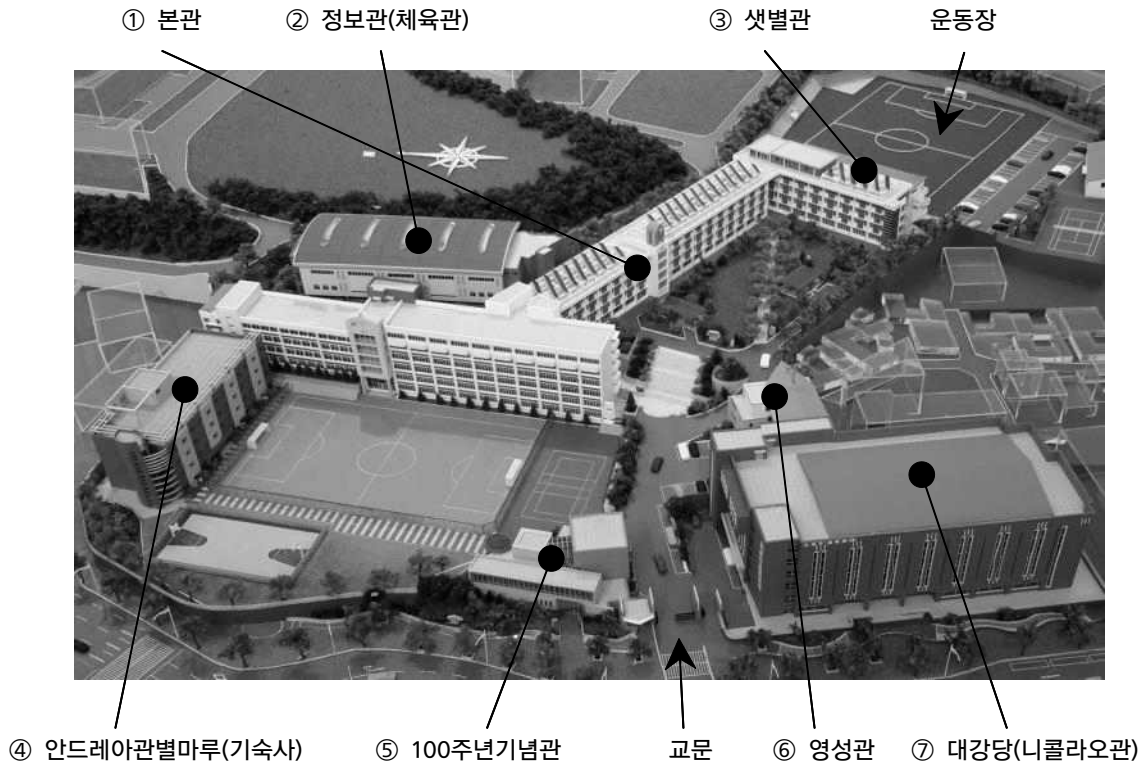 ① 본관 ② 정보관(체육관) ③ 샛별관 운동장
④ 안드레아관별마루(기숙사) ⑤ 100주년기념관 교문 ⑥ 영성관 ⑦ 대강당(니콜라오관)